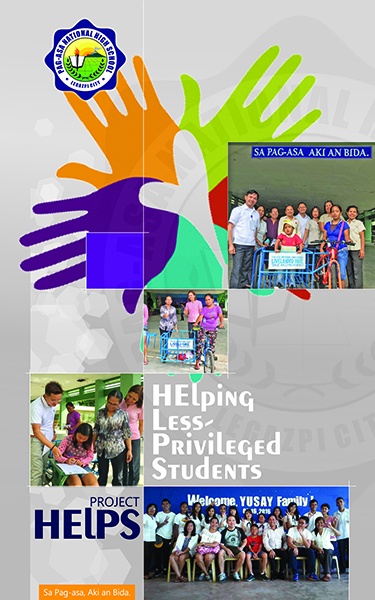 PAG-ASA NATIONAL HIGH SCHOOL
LEGAZPI CITY
SA PAG-ASA AKI AN BIDA.
HElping
Less-
Privileged
Students
PROJECT
HElPS
Welcome, YUSAY Family!
2016
Sa Pag-asa, Aki an Bida.